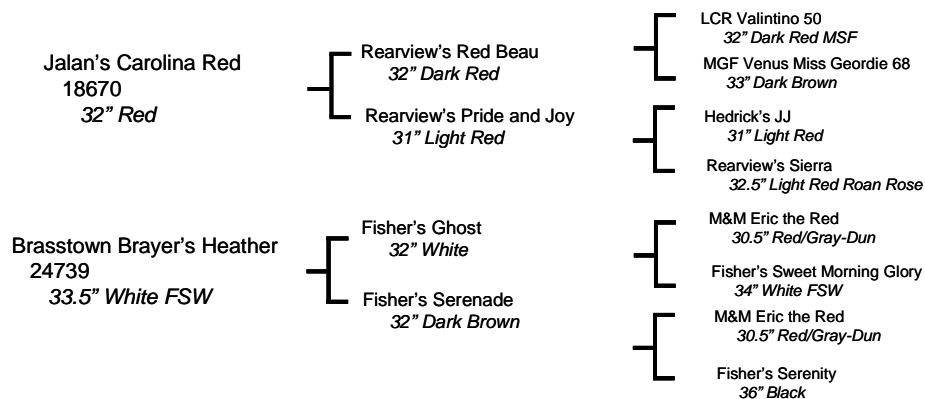 Jalan’s Carolina Red
18670
32” Red
Rearview’s Red Beau
32” Dark Red
Rearview’s Pride and Joy
31” Light Red
LCR Valintino 50
32” Dark Red MSF
MGF Venus Miss Geordie 68
33” Dark Brown
Hedrick’s JJ
31” Light Red
Rearview’s Sierra
32.5” Light Red Roan Rose
Brasstown Brayer’s Heather
24739
33.5” White FSW
Fisher’s Ghost
32” White
Fisher’s Serenade
32” Dark Brown
M&M Eric the Red
30.5” Red/Gray-Dun
Fisher’s Sweet Morning Glory
34” White FSW
M&M Eric the Red
30.5” Red/Gray-Dun
Fisher’s Serenity
36” Black